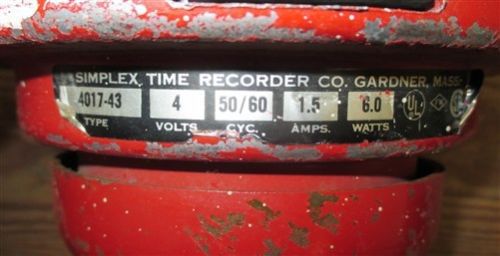 SIMPLEX TIME RECORDER CO. GARDNER, MASS.
4017-43 4 50/60 1.5 6.0 UL
TYPE VOLTS CYC. AMPS. WATTS